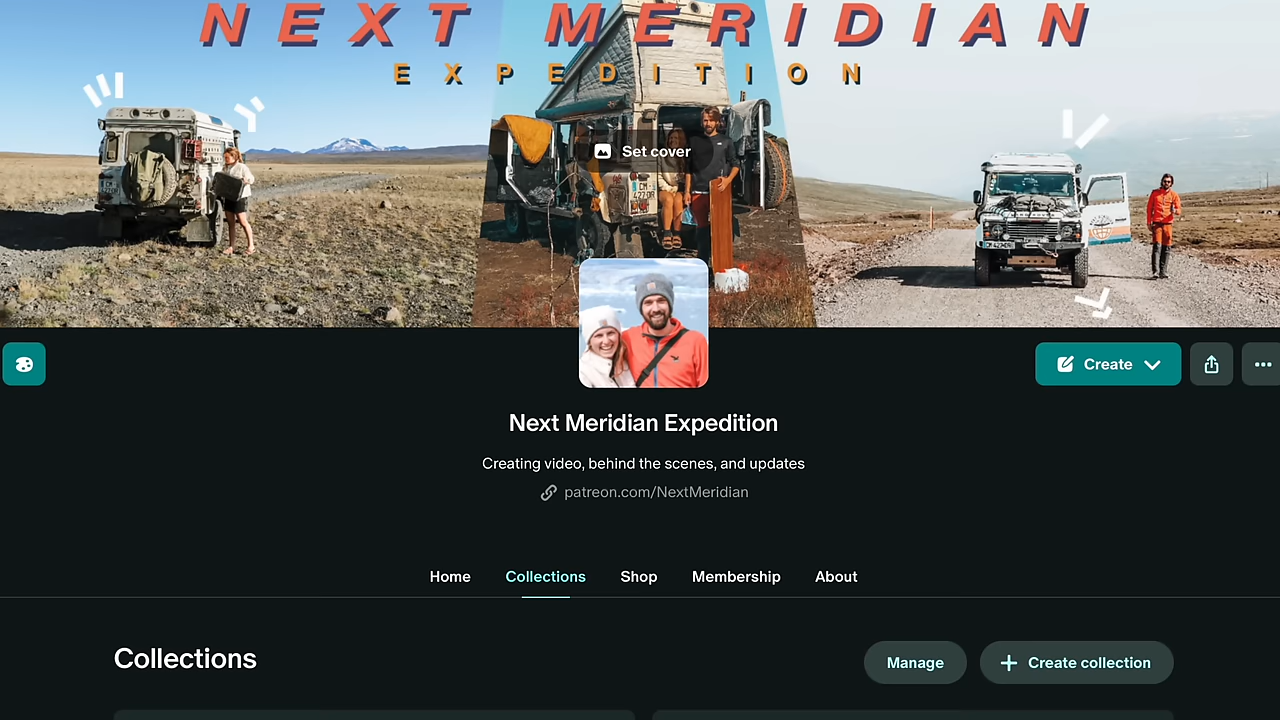 NEXT MERIDIAN
EXPEDITION
Set cover
Create
Next Meridian Expedition
Creating video, behind the scenes, and updates
patreon.com/NextMeridian
Home Collections Shop Membership About
Collections
Manage
Create collection